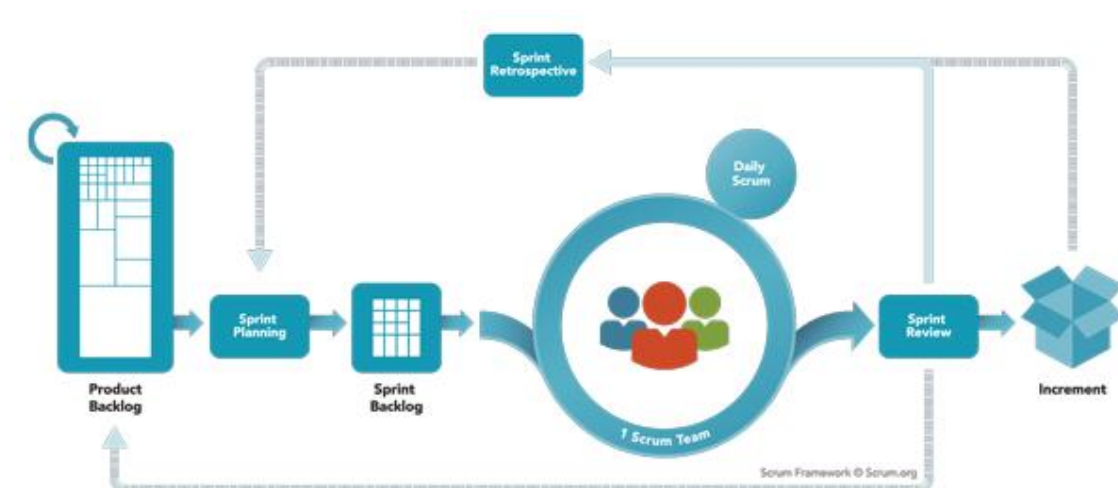 Sprint
Retrospective
Daily
Scrum
Sprint
Planning
Sprint
Review
Product
Backlog
Sprint
Backlog
1 Scrum Team
Increment
Scrum Framework © Scrum.org